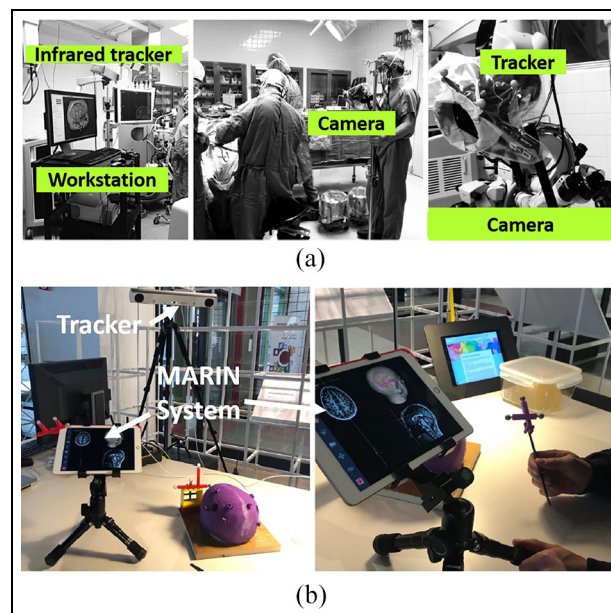 Infrared tracker
Workstation
Camera
Tracker
Camera
(a)
Tracker
MARIN
System
(b)